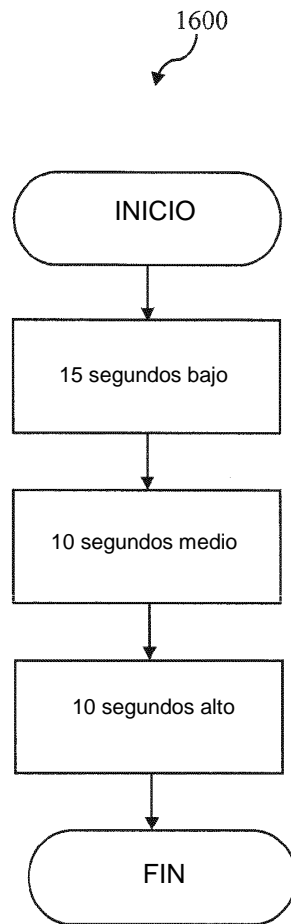 1600
INICIO
15 segundos bajo
10 segundos medio
10 segundos alto
FIN